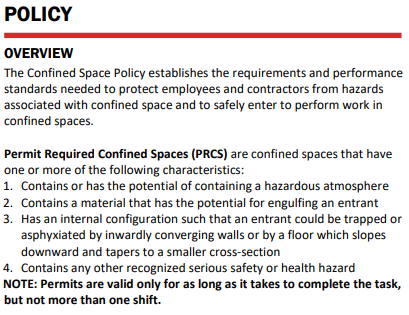 POLICY
OVERVIEW
The Confined Space Policy establishes the requirements and performance
standards needed to protect employees and contractors from hazards
associated with confined space and to safely enter to perform work in
confined spaces.
Permit Required Confined Spaces (PRCS) are confined spaces that have
one or more of the following characteristics:
1. Contains or has the potential of containing a hazardous atmosphere
2. Contains a material that has the potential for engulfing an entrant
3. Has an internal configuration such that an entrant could be trapped or
asphyxiated by inwardly converging walls or by a floor which slopes
downward and tapers to a smaller cross-section
4. Contains any other recognized serious safety or health hazard
NOTE: Permits are valid only for as long as it takes to complete the task,
but not more than one shift.